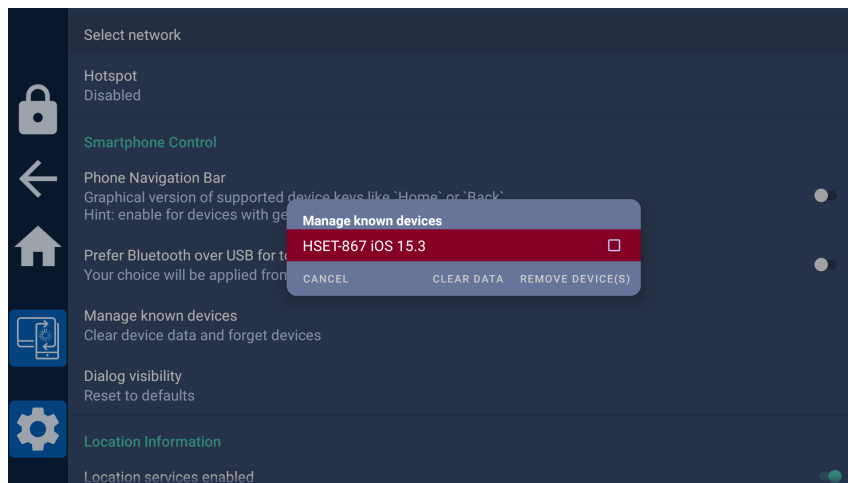 Select network
Hotspot
Disabled
Smartphone Control
Phone Navigation Bar
Graphical version of supported device keys like `Home` or `Back`
Hint: enable for devices with ge
Manage known devices
HSET-867 iOS 15.3
CANCEL CLEAR DATA REMOVE DEVICE(S)
Prefer Bluetooth over USB for to
Your choice will be applied from
Manage known devices
Clear device data and forget devices
Dialog visibility
Reset to defaults
Location Information
Location services enabled